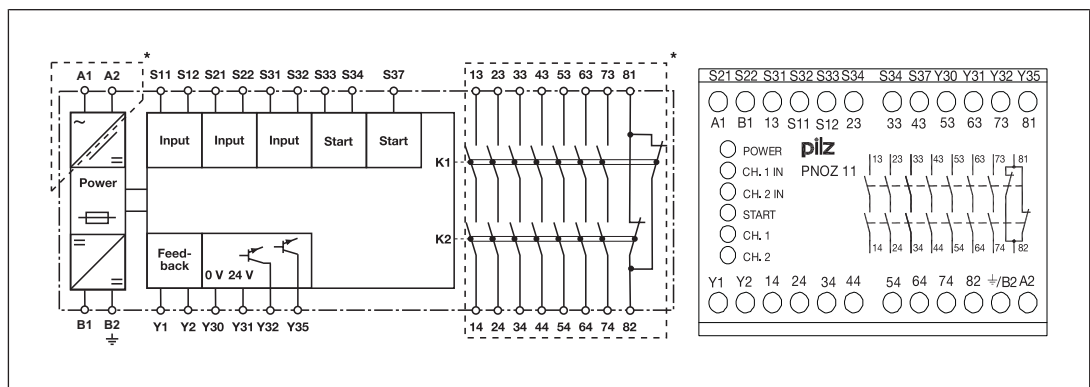 * *
A1 A2 S11 S12 S21 S22 S31 S32 S33 S34 S37 13 23 33 43 53 63 73 81
~
=
Input Input Input Start Start
Power
K1
K2
=
=
Feed-
back
0 V 24 V
B1 B2 Y1 Y2 Y30 Y31 Y32 Y35 14 24 34 44 54 64 74 82
S21 S22 S31 S32 S33 S34 S34 S37 Y30 Y31 Y32 Y35
A1 B1 13 S11 S12 23 33 43 53 63 73 81
POWER
pilz
PNOZ 11
CH. 1 IN
CH. 2 IN
START
CH. 1
CH. 2
13 23 33 43 53 63 73 81
14 24 34 44 54 64 74 82
Y1 Y2 14 24 34 44 54 64 74 82 ⏚/B2 A2